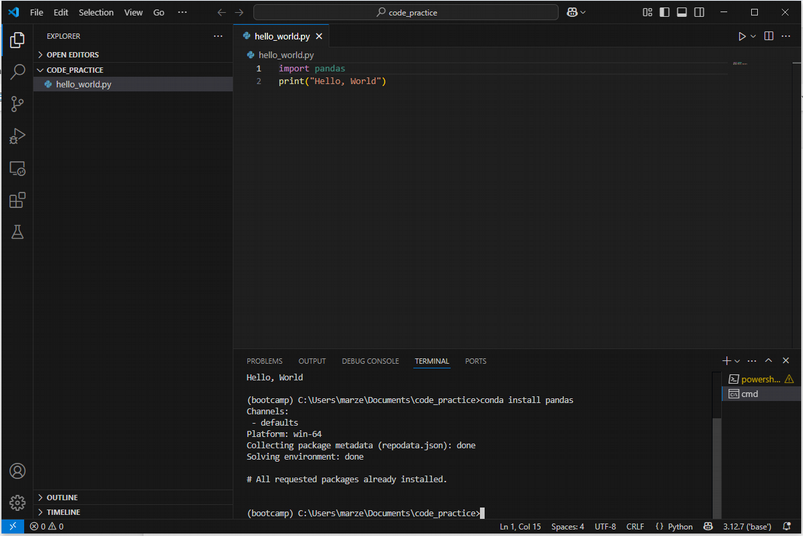 File Edit Selection View Go ··· code_practice
EXPLORER ···
OPEN EDITORS
CODE_PRACTICE
hello_world.py
hello_world.py
hello_world.py
1 import pandas
2 print("Hello, World")
PROBLEMS OUTPUT DEBUG CONSOLE TERMINAL PORTS
Hello, World
(bootcamp) C:\Users\marze\Documents\code_practice>conda install pandas
Channels:
- defaults
Platform: win-64
Collecting package metadata (repodata.json): done
Solving environment: done
# All requested packages already installed.
(bootcamp) C:\Users\marze\Documents\code_practice>
powersh...
cmd
OUTLINE
TIMELINE
0 0 Ln 1, Col 15 Spaces: 4 UTF-8 CRLF {} Python 3.12.7 ('base')